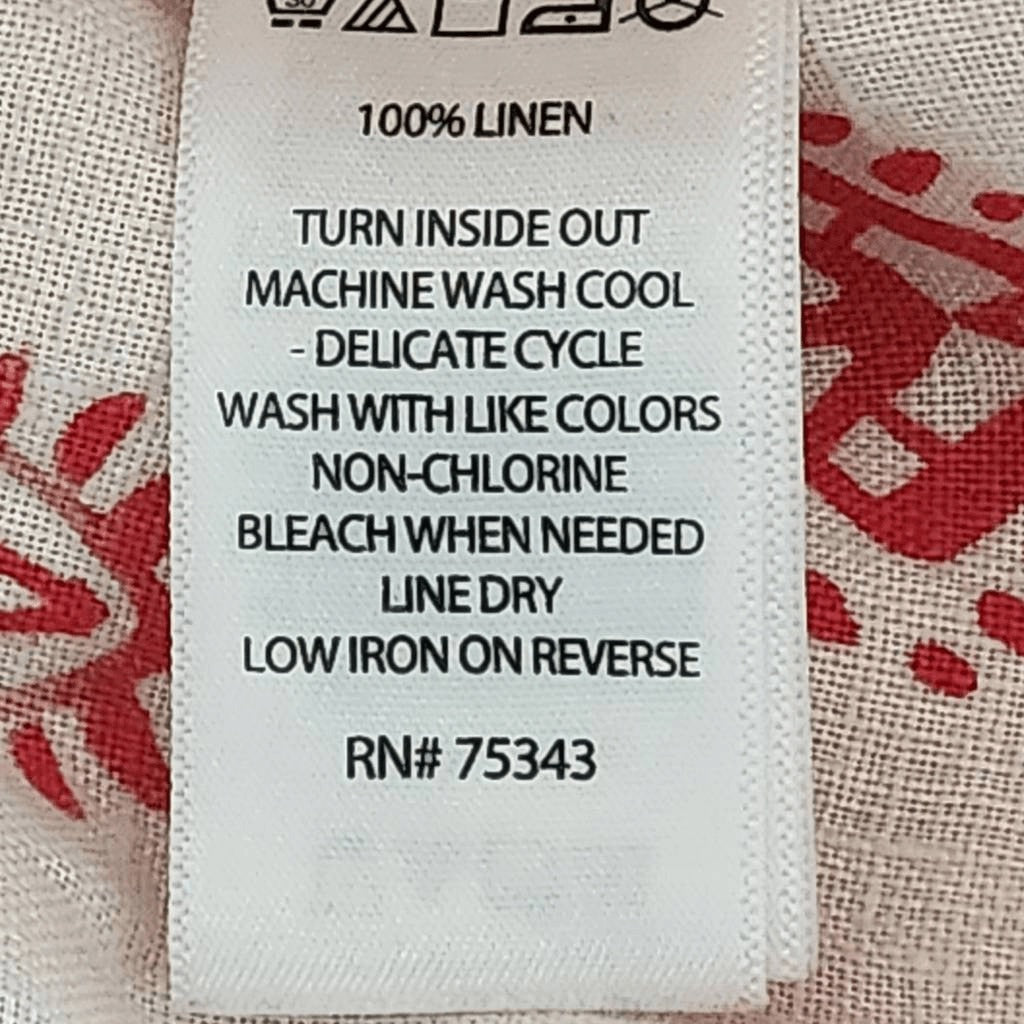 30
100% LINEN
TURN INSIDE OUT
MACHINE WASH COOL
- DELICATE CYCLE
WASH WITH LIKE COLORS
NON-CHLORINE
BLEACH WHEN NEEDED
LINE DRY
LOW IRON ON REVERSE
RN# 75343